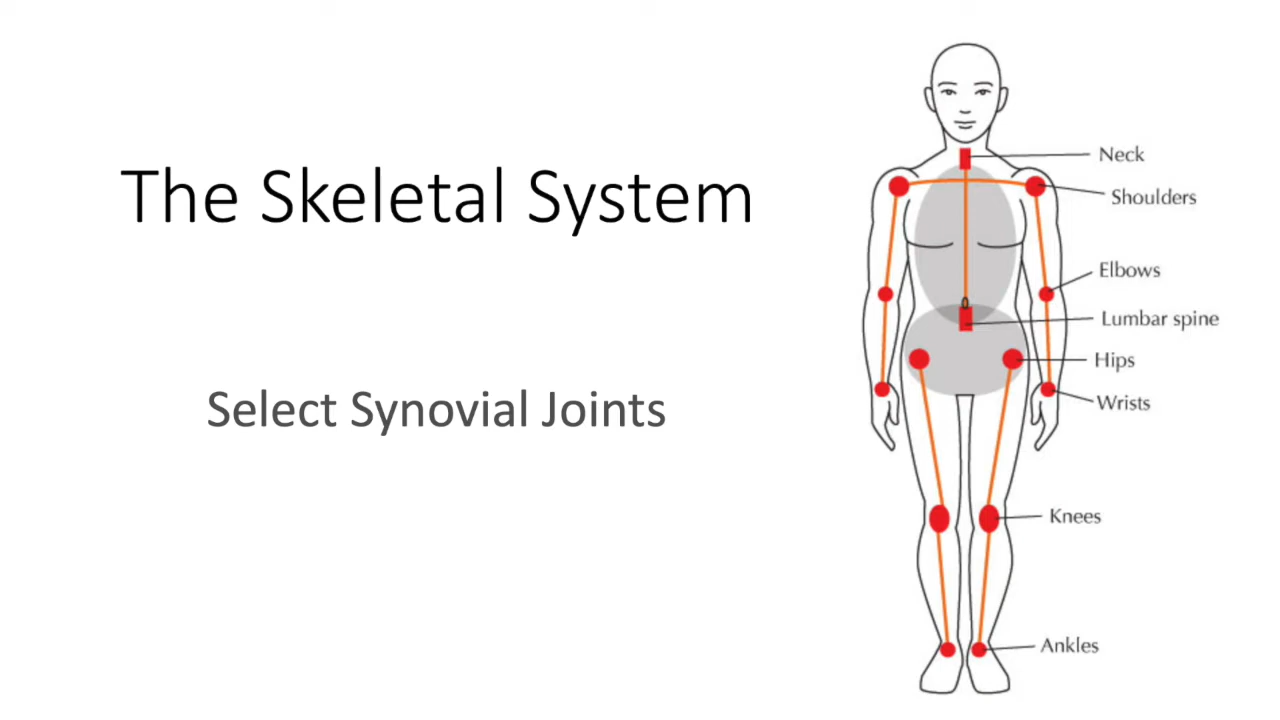 The Skeletal System
Select Synovial Joints
Neck
Shoulders
Elbows
Lumbar spine
Hips
Wrists
Knees
Ankles